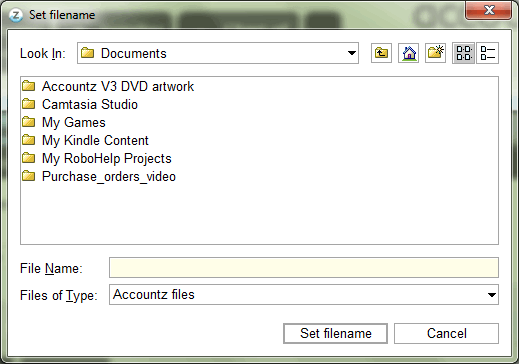 Set filename
Look In: Documents
Accountz V3 DVD artwork
Camtasia Studio
My Games
My Kindle Content
My RoboHelp Projects
Purchase_orders_video
File Name:
Files of Type: Accountz files
Set filename Cancel